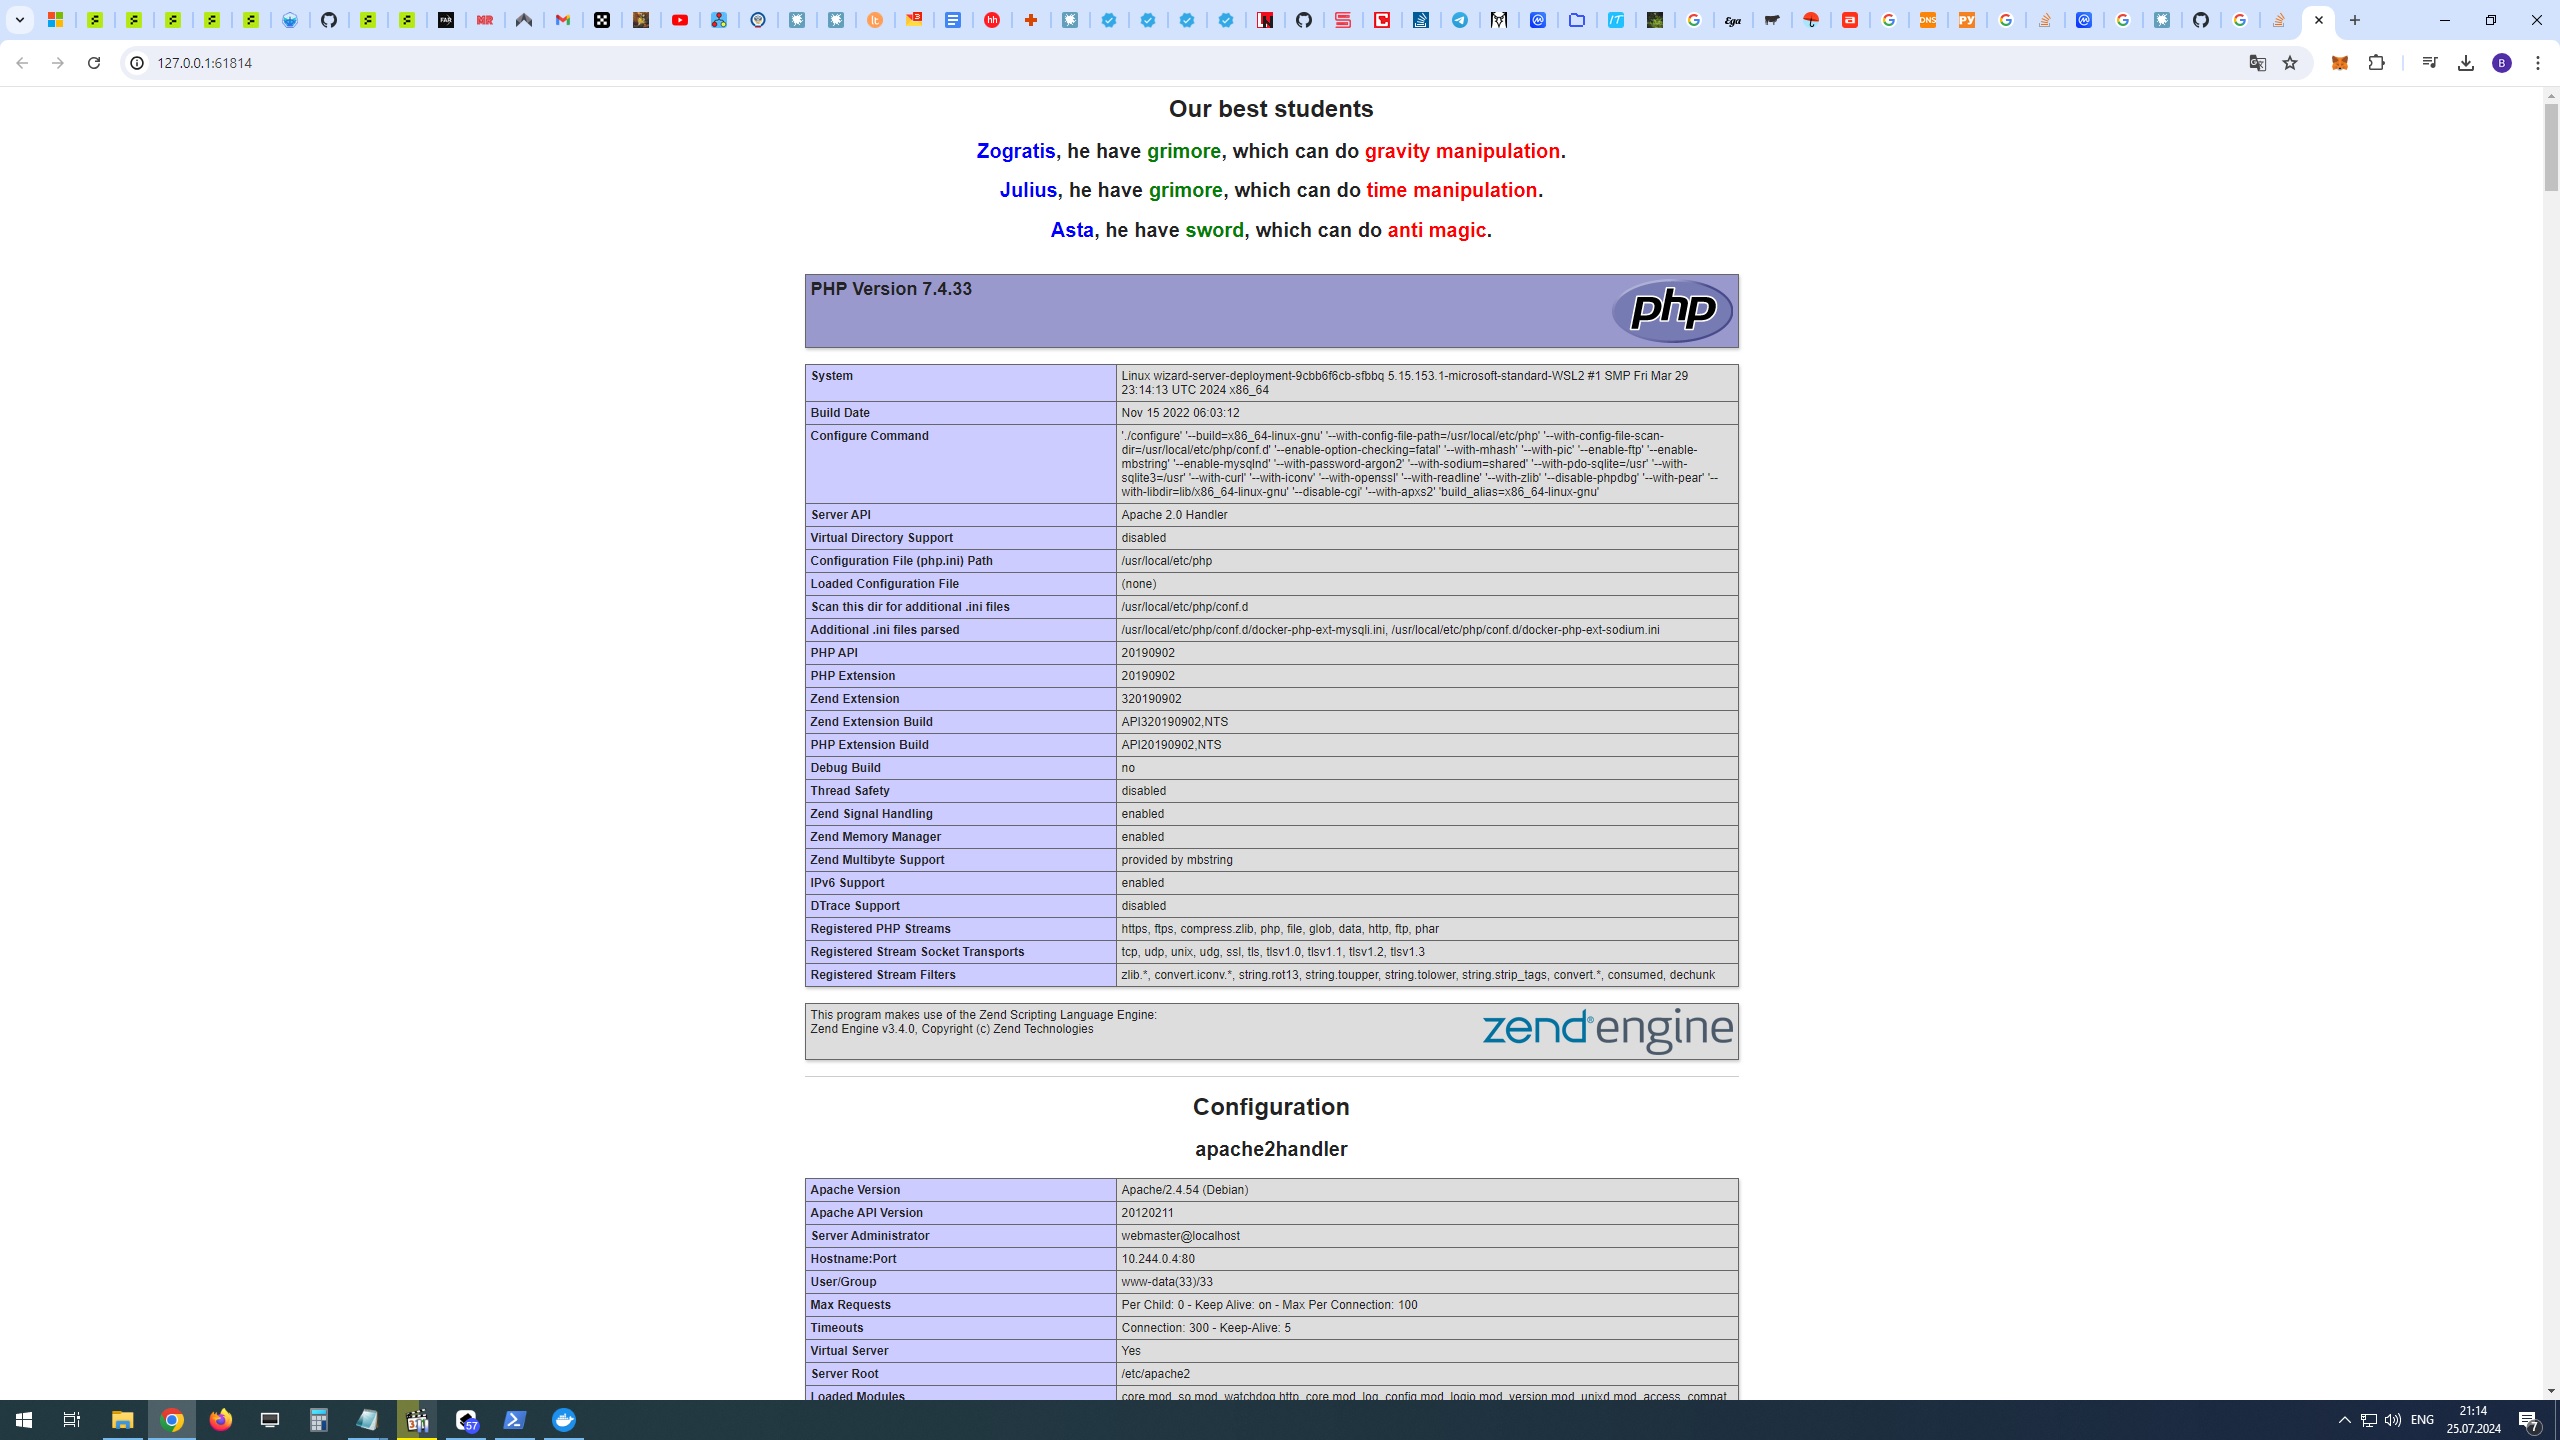 127.0.0.1:61814
Our best students
Zogratis, he have grimore, which can do gravity manipulation.
Julius, he have grimore, which can do time manipulation.
Asta, he have sword, which can do anti magic.
PHP Version 7.4.33
php
System Linux wizard-server-deployment-9cbb6f6cb-sfbbq 5.15.153.1-microsoft-standard-WSL2 #1 SMP Fri Mar 29
23:14:13 UTC 2024 x86_64
Build Date Nov 15 2022 06:03:12
Configure Command './configure' '--build=x86_64-linux-gnu' '--with-config-file-path=/usr/local/etc/php' '--with-config-file-scan-
dir=/usr/local/etc/php/conf.d' '--enable-option-checking=fatal' '--with-mhash' '--with-pic' '--enable-ftp' '--enable-
mbstring' '--enable-mysqlnd' '--with-password-argon2' '--with-sodium=shared' '--with-pdo-sqlite=/usr' '--with-
sqlite3=/usr' '--with-curl' '--with-iconv' '--with-openssl' '--with-readline' '--with-zlib' '--disable-phpdbg' '--with-pear' '--
with-libdir=lib/x86_64-linux-gnu' '--disable-cgi' '--with-apxs2' 'build_alias=x86_64-linux-gnu'
Server API Apache 2.0 Handler
Virtual Directory Support disabled
Configuration File (php.ini) Path /usr/local/etc/php
Loaded Configuration File (none)
Scan this dir for additional .ini files /usr/local/etc/php/conf.d
Additional .ini files parsed /usr/local/etc/php/conf.d/docker-php-ext-mysqli.ini, /usr/local/etc/php/conf.d/docker-php-ext-sodium.ini
PHP API 20190902
PHP Extension 20190902
Zend Extension 320190902
Zend Extension Build API320190902,NTS
PHP Extension Build API20190902,NTS
Debug Build no
Thread Safety disabled
Zend Signal Handling enabled
Zend Memory Manager enabled
Zend Multibyte Support provided by mbstring
IPv6 Support enabled
DTrace Support disabled
Registered PHP Streams https, ftps, compress.zlib, php, file, glob, data, http, ftp, phar
Registered Stream Socket Transports tcp, udp, unix, udg, ssl, tls, tlsv1.0, tlsv1.1, tlsv1.2, tlsv1.3
Registered Stream Filters zlib.*, convert.iconv.*, string.rot13, string.toupper, string.tolower, string.strip_tags, convert.*, consumed, dechunk
This program makes use of the Zend Scripting Language Engine:
Zend Engine v3.4.0, Copyright (c) Zend Technologies
zend® engine
Configuration
apache2handler
Apache Version Apache/2.4.54 (Debian)
Apache API Version 20120211
Server Administrator webmaster@localhost
Hostname:Port 10.244.0.4:80
User/Group www-data(33)/33
Max Requests Per Child: 0 - Keep Alive: on - Max Per Connection: 100
Timeouts Connection: 300 - Keep-Alive: 5
Virtual Server Yes
Server Root /etc/apache2
Loaded Modules core mod_so mod_watchdog http_core mod_log_config mod_logio mod_version mod_unixd mod_access_compat
57
ENG
21:14
25.07.2024
7